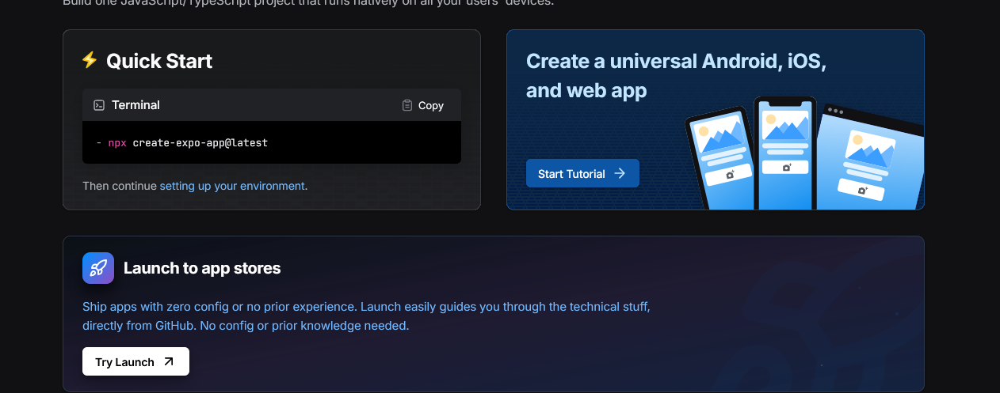 Build one JavaScript/TypeScript project that runs natively on all your users' devices.
⚡ Quick Start
Terminal
Copy
- npx create-expo-app@latest
Then continue setting up your environment.
Create a universal Android, iOS,
and web app
Start Tutorial →
Launch to app stores
Ship apps with zero config or no prior experience. Launch easily guides you through the technical stuff,
directly from GitHub. No config or prior knowledge needed.
Try Launch